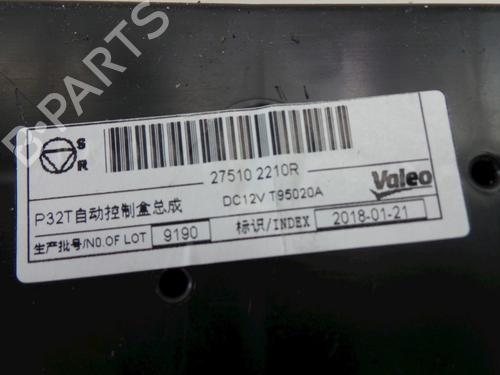 B-PARTS
S
R
27510 2210R
P32T自动控制盒总成
DC12V T95020A
Valeo
生产批号/NO.OF LOT 9190
标识/INDEX 2018-01-21